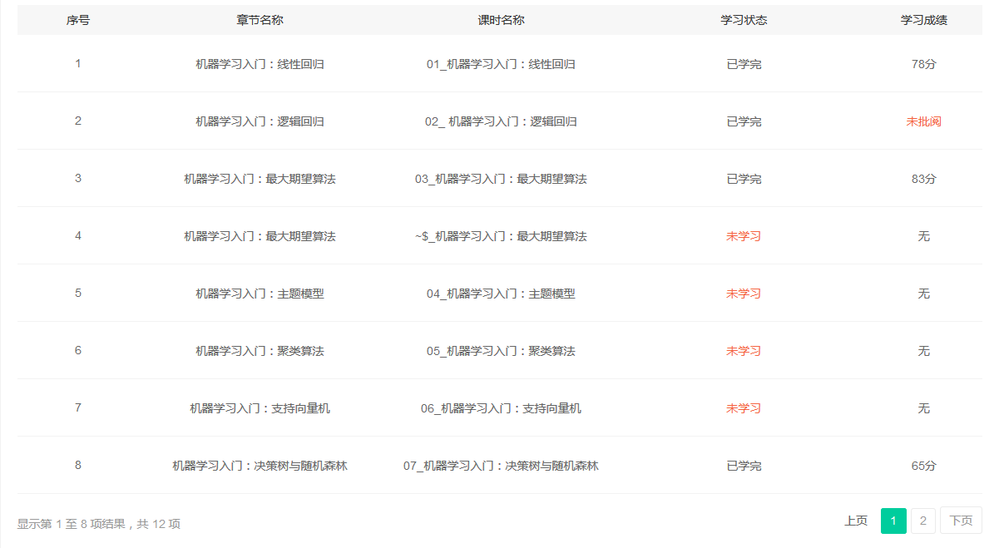 序号 章节名称 课时名称 学习状态 学习成绩
1 机器学习入门：线性回归 01_机器学习入门：线性回归 已学完 78分
2 机器学习入门：逻辑回归 02_ 机器学习入门：逻辑回归 已学完 未批阅
3 机器学习入门：最大期望算法 03_机器学习入门：最大期望算法 已学完 83分
4 机器学习入门：最大期望算法 ~$_机器学习入门：最大期望算法 未学习 无
5 机器学习入门：主题模型 04_机器学习入门：主题模型 未学习 无
6 机器学习入门：聚类算法 05_机器学习入门：聚类算法 未学习 无
7 机器学习入门：支持向量机 06_机器学习入门：支持向量机 未学习 无
8 机器学习入门：决策树与随机森林 07_机器学习入门：决策树与随机森林 已学完 65分
显示第 1 至 8 项结果，共 12 项 上页 1 2 下页